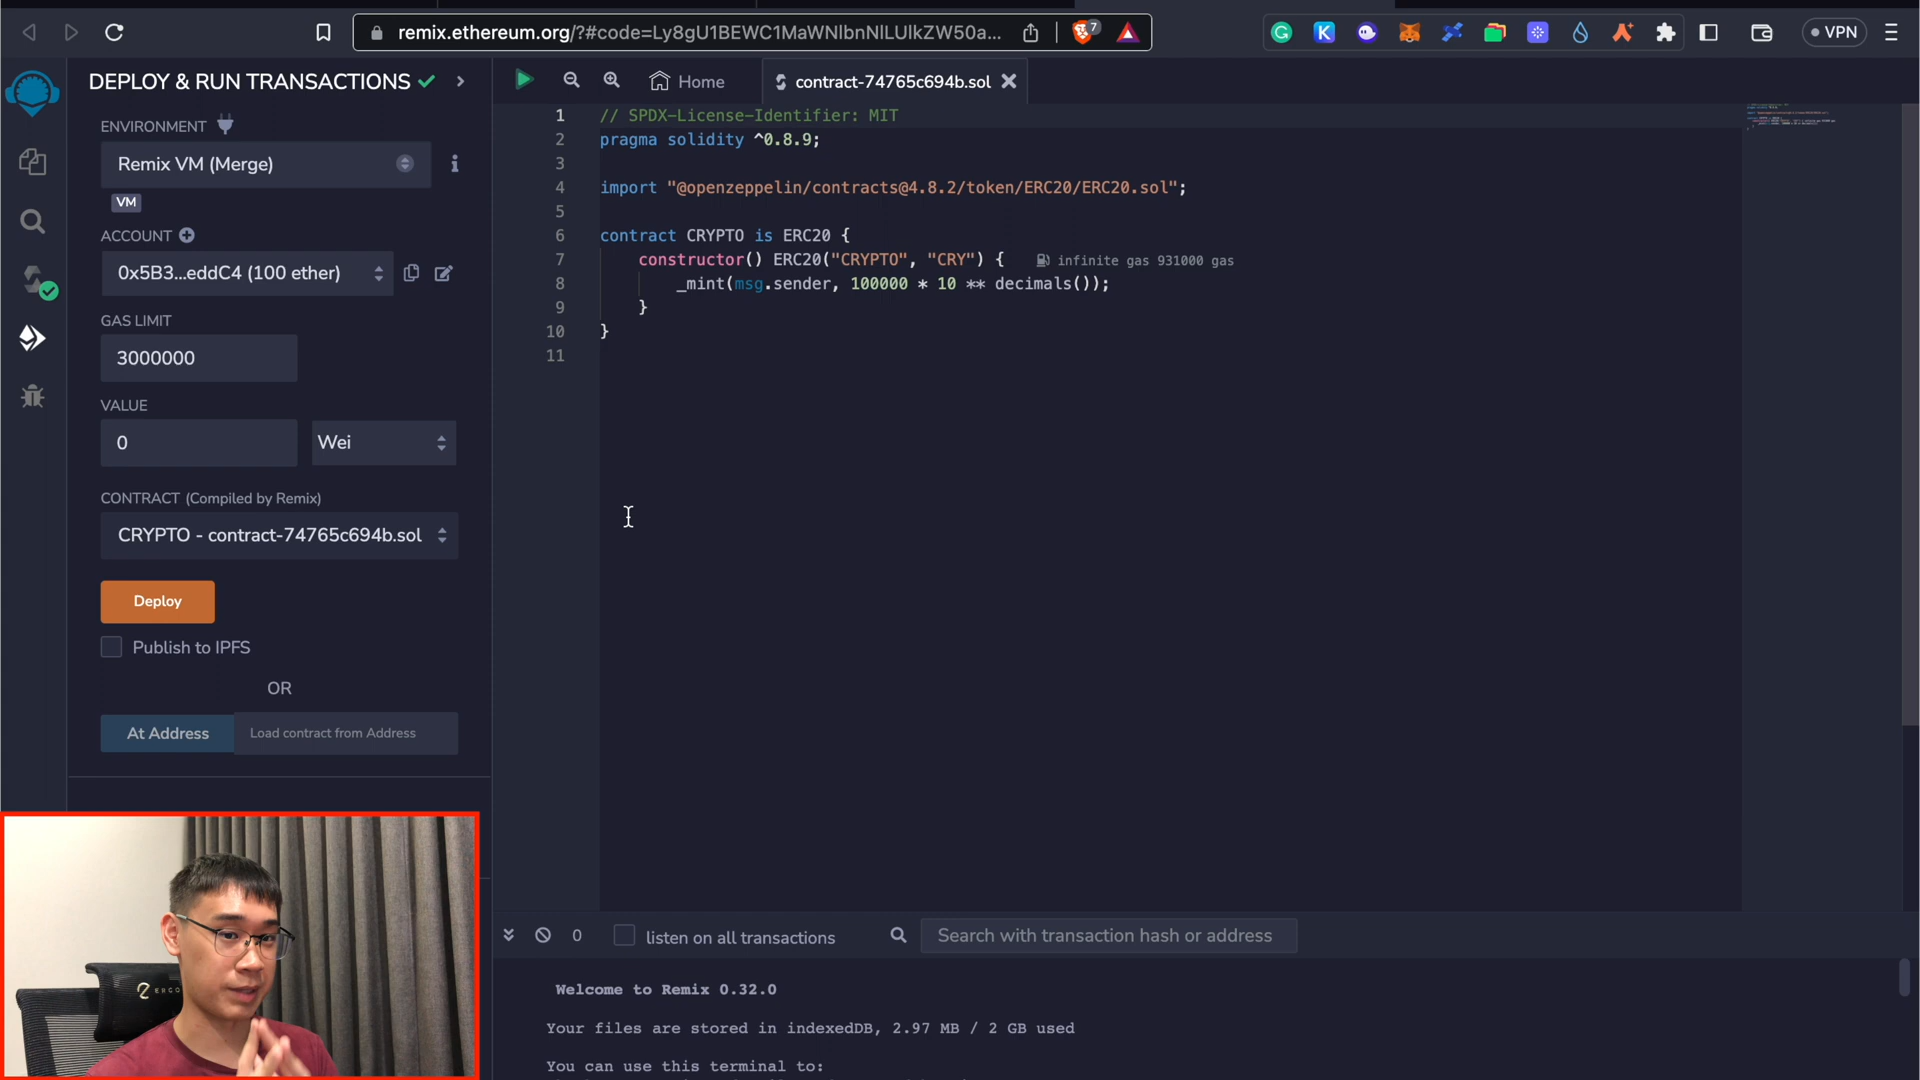 remix.ethereum.org/?#code=Ly8gU1BEWC1MaWNlbnNlLUlkZW50a...
7
VPN
DEPLOY & RUN TRANSACTIONS
ENVIRONMENT
Remix VM (Merge)
VM
ACCOUNT
0x5B3...eddC4 (100 ether)
GAS LIMIT
3000000
VALUE
0
Wei
CONTRACT (Compiled by Remix)
CRYPTO - contract-74765c694b.sol
Deploy
Publish to IPFS
OR
At Address
Load contract from Address
Home
contract-74765c694b.sol
1 // SPDX-License-Identifier: MIT
2 pragma solidity ^0.8.9;
3
4 import "@openzeppelin/contracts@4.8.2/token/ERC20/ERC20.sol";
5
6 contract CRYPTO is ERC20 {
7 constructor() ERC20("CRYPTO", "CRY") { infinite gas 931000 gas
8 _mint(msg.sender, 100000 * 10 ** decimals());
9 }
10 }
11
0
listen on all transactions
Search with transaction hash or address
Welcome to Remix 0.32.0
Your files are stored in indexedDB, 2.97 MB / 2 GB used
You can use this terminal to: